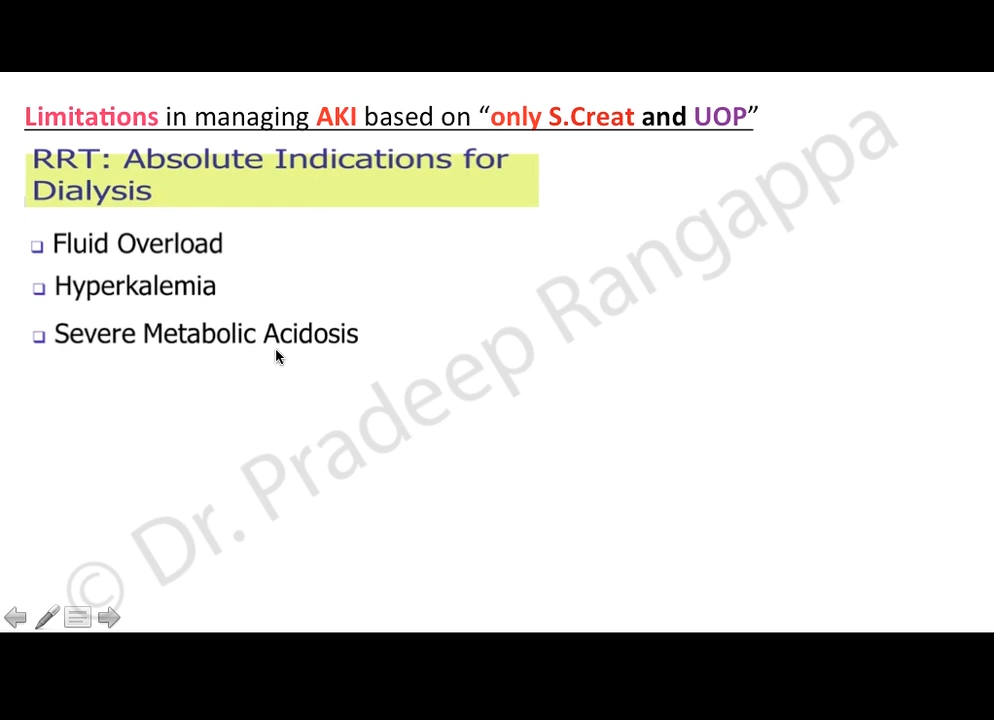 Limitations in managing AKI based on “only S.Creat and UOP”
RRT: Absolute Indications for
Dialysis
Fluid Overload
Hyperkalemia
Severe Metabolic Acidosis
© Dr. Pradeep Rangappa